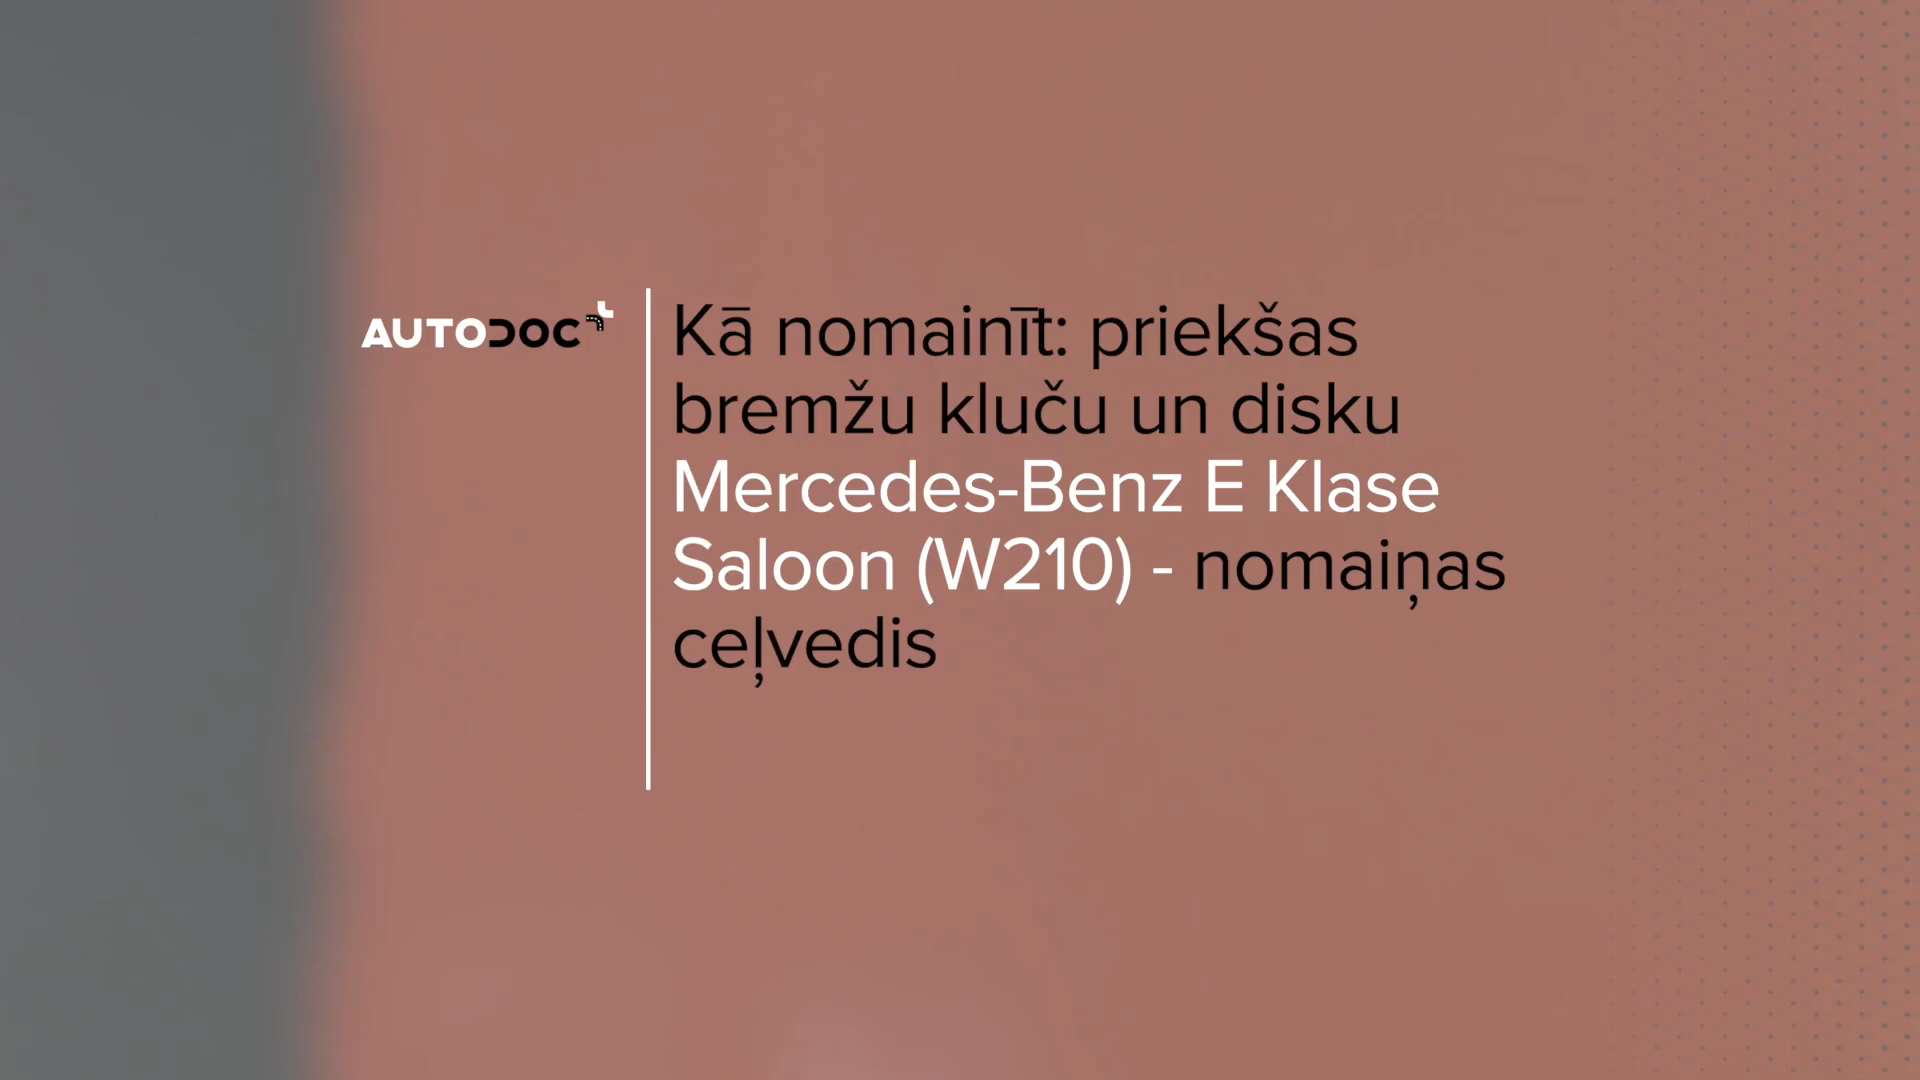 AUTODOC
Kā nomainīt: priekšas
bremžu kluču un disku
Mercedes-Benz E Klase
Saloon (W210) - nomaiņas
ceļvedis